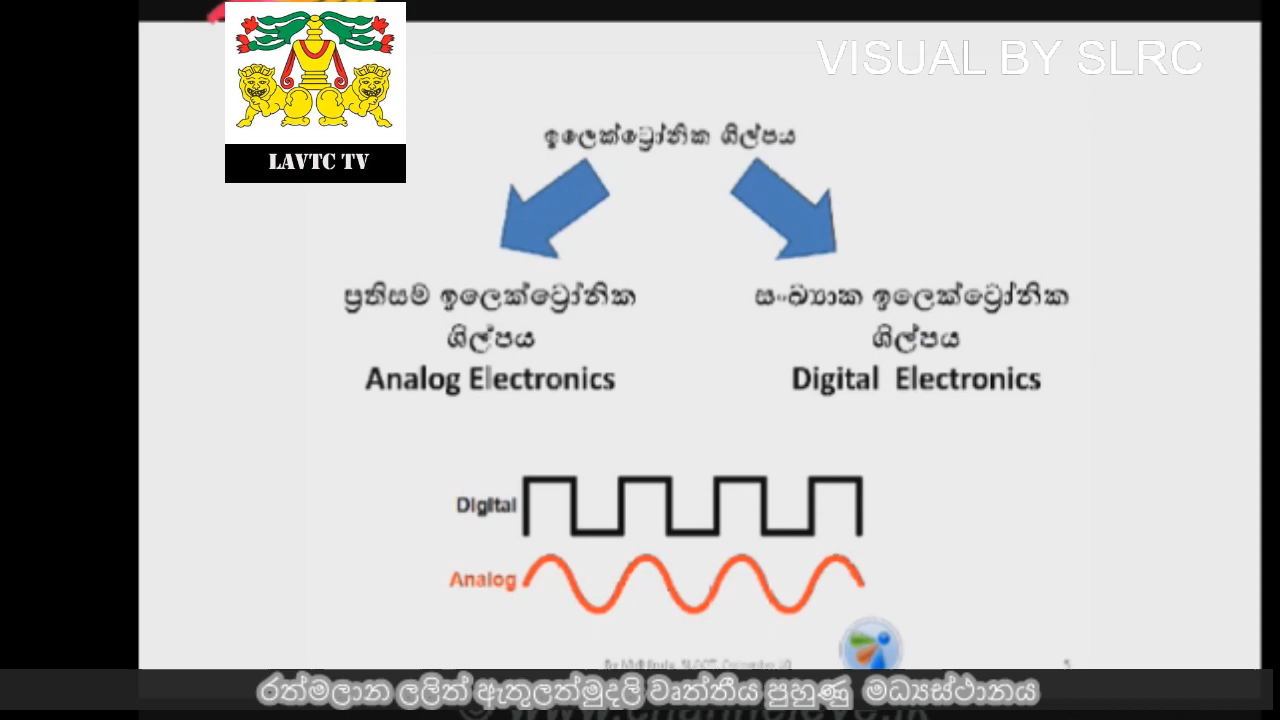 VISUAL BY SLRC
LAVTC TV
ඉලෙක්ට්‍රෝනික ශිල්පය
ප්‍රතිසම ඉලෙක්ට්‍රෝනික
ශිල්පය
Analog Electronics
සංඛ්‍යාක ඉලෙක්ට්‍රෝනික
ශිල්පය
Digital Electronics
Digital
Analog
රත්මලාන ලලිත් ඇතුලත්මුදලි වෘත්තීය පුහුණු මධ්‍යස්ථානය